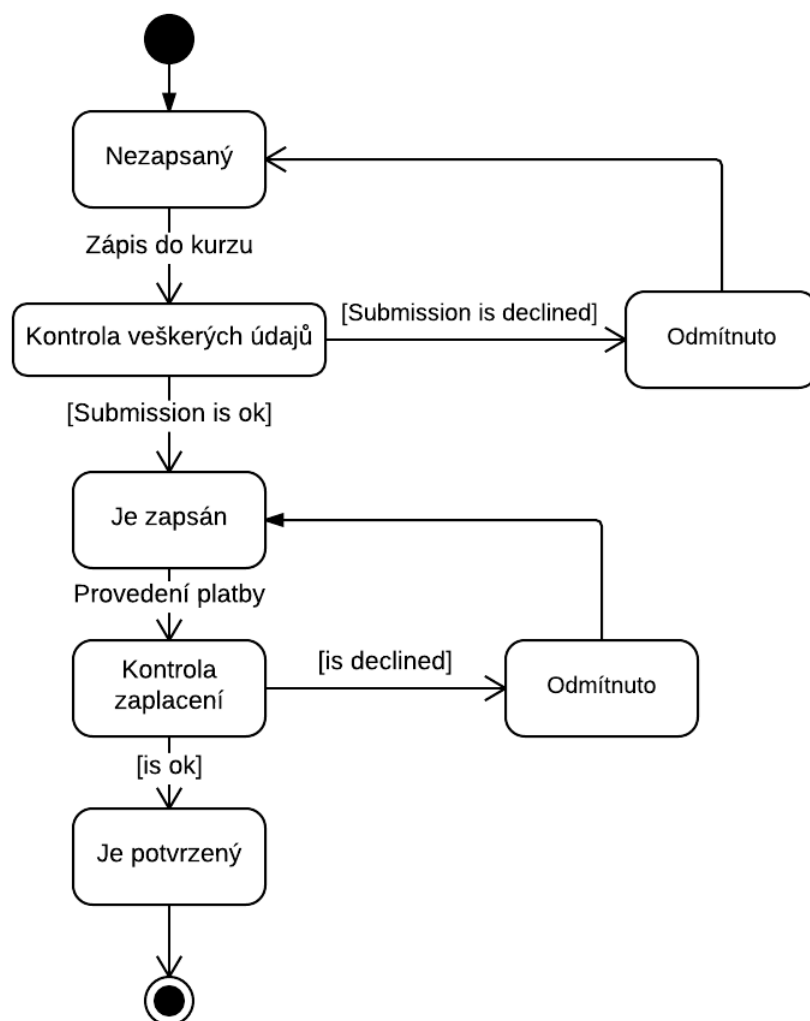 Nezapsaný
Zápis do kurzu
Kontrola veškerých údajů
[Submission is declined]
Odmítnuto
[Submission is ok]
Je zapsán
Provedení platby
Kontrola
zaplacení
[is declined]
Odmítnuto
[is ok]
Je potvrzený